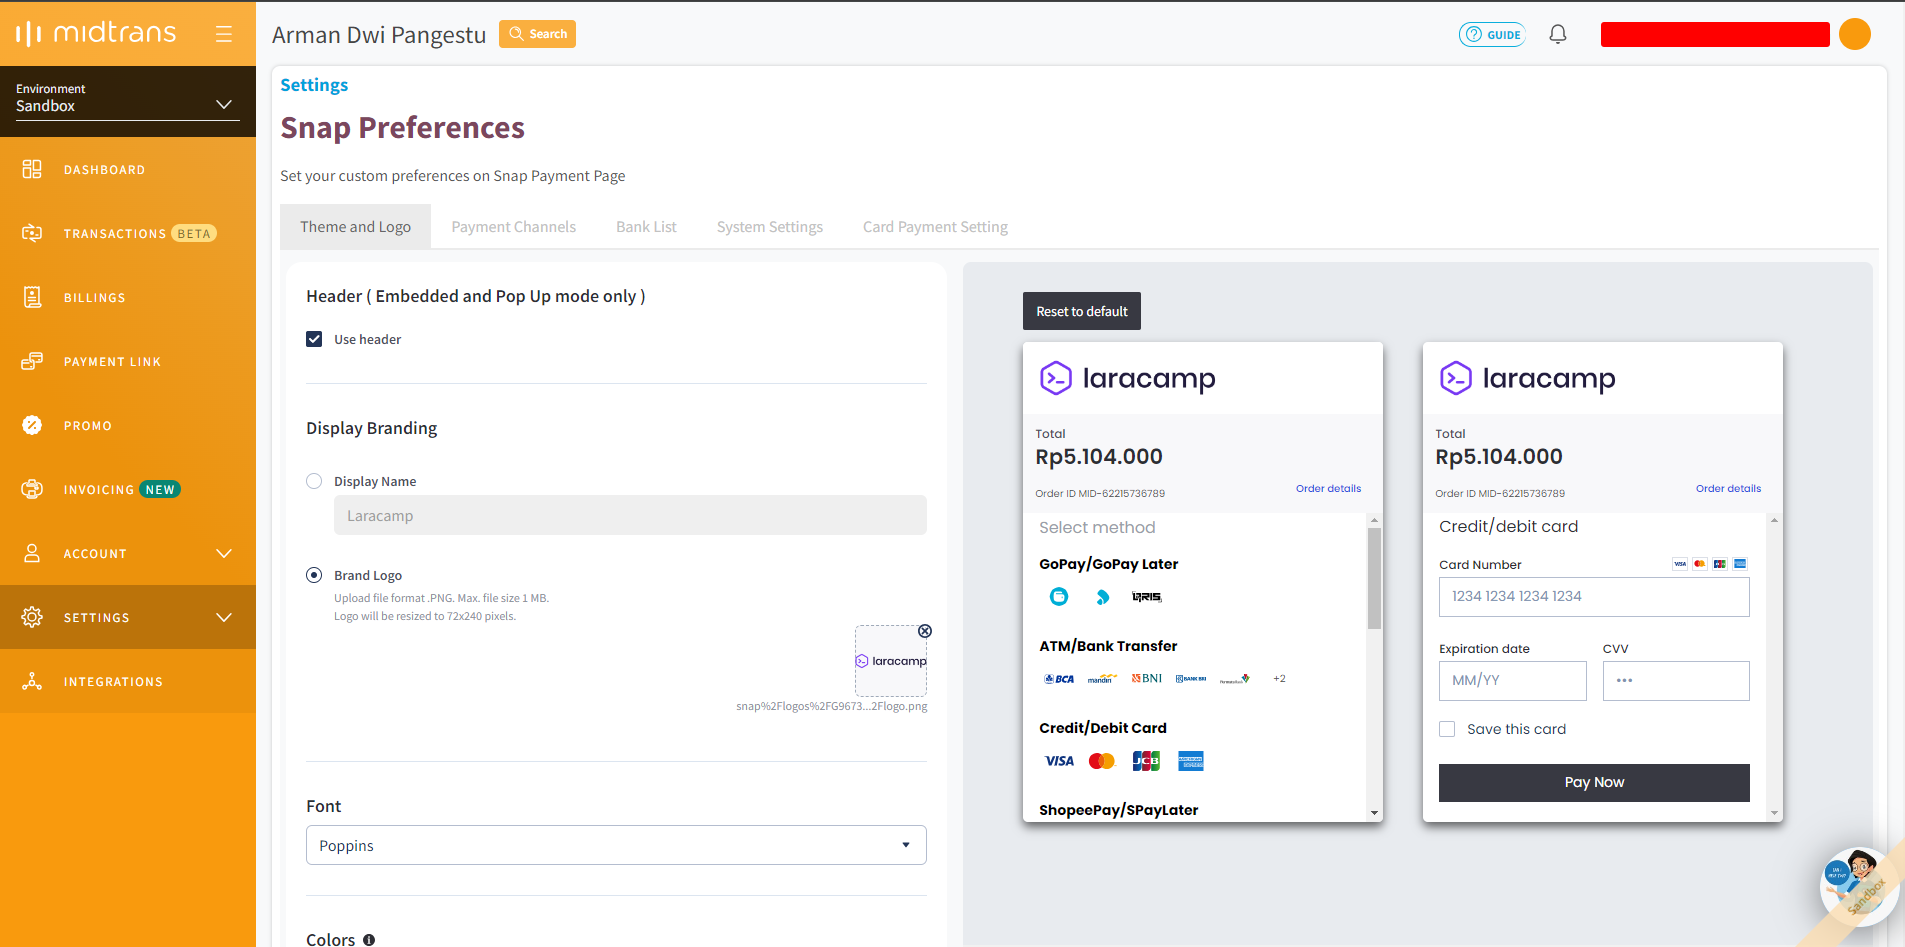 midtrans
Environment
Sandbox
DASHBOARD
TRANSACTIONS BETA
BILLINGS
PAYMENT LINK
PROMO
INVOICING NEW
ACCOUNT
SETTINGS
INTEGRATIONS
Arman Dwi Pangestu
Search
GUIDE
Settings
Snap Preferences
Set your custom preferences on Snap Payment Page
Theme and Logo
Payment Channels
Bank List
System Settings
Card Payment Setting
Header ( Embedded and Pop Up mode only )
Use header
Display Branding
Display Name
Laracamp
Brand Logo
Upload file format .PNG. Max. file size 1 MB.
Logo will be resized to 72x240 pixels.
laracamp
snap%2Flogos%2FG9673...2Flogo.png
Font
Poppins
Colors
Reset to default
laracamp
Total
Rp5.104.000
Order ID MID-62215736789
Order details
Select method
GoPay/GoPay Later
QRIS
ATM/Bank Transfer
BCA mandiri BNI BANK BRI PermataBank +2
Credit/Debit Card
VISA JCB
ShopeePay/SPayLater
laracamp
Total
Rp5.104.000
Order ID MID-62215736789
Order details
Credit/debit card
Card Number
VISA JCB
1234 1234 1234 1234
Expiration date
CVV
MM/YY
Save this card
Pay Now
Sandbox